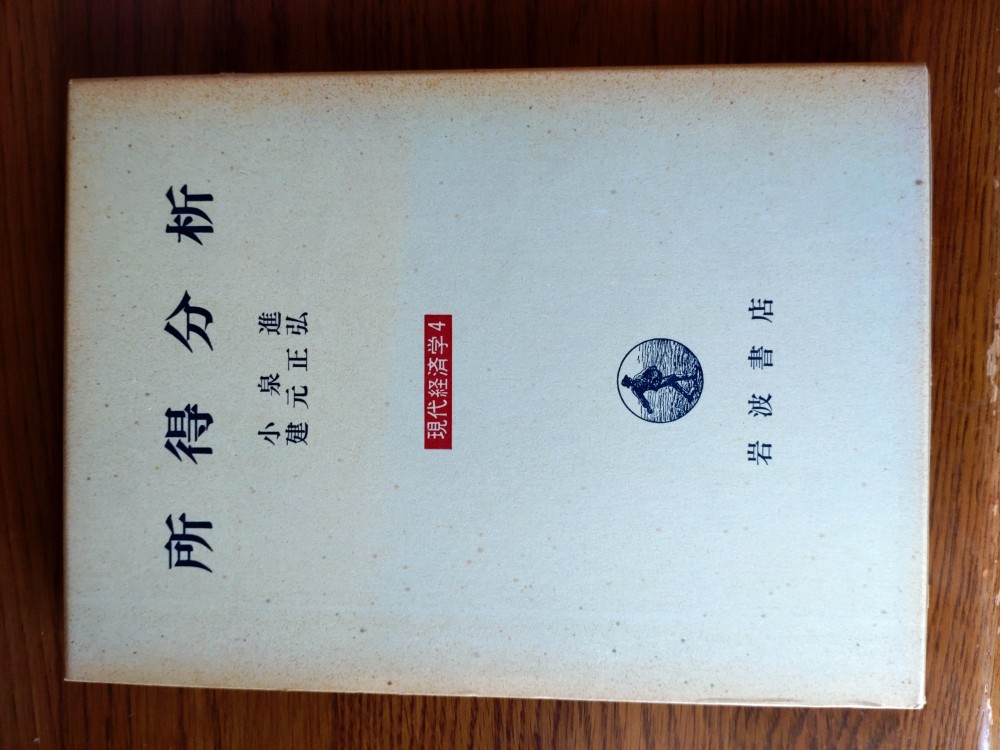 所得分析
小泉進
建元正弘
現代経済学4
岩波書店